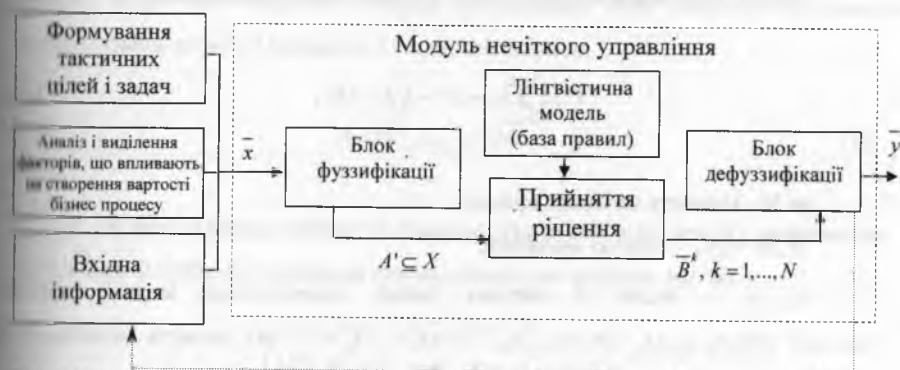 Формування
тактичних
цілей і задач
Аналіз і виділення
факторів, що впливають
на створення вартості
бізнес процесу
Вхідна
інформація
x̅
Модуль нечіткого управління
Блок
фуззифікації
Лінгвістична
модель
(база правил)
Прийняття
рішення
Блок
дефуззифікації
y̅
A' ⊆ X
B̅ᵏ, k = 1,..., N